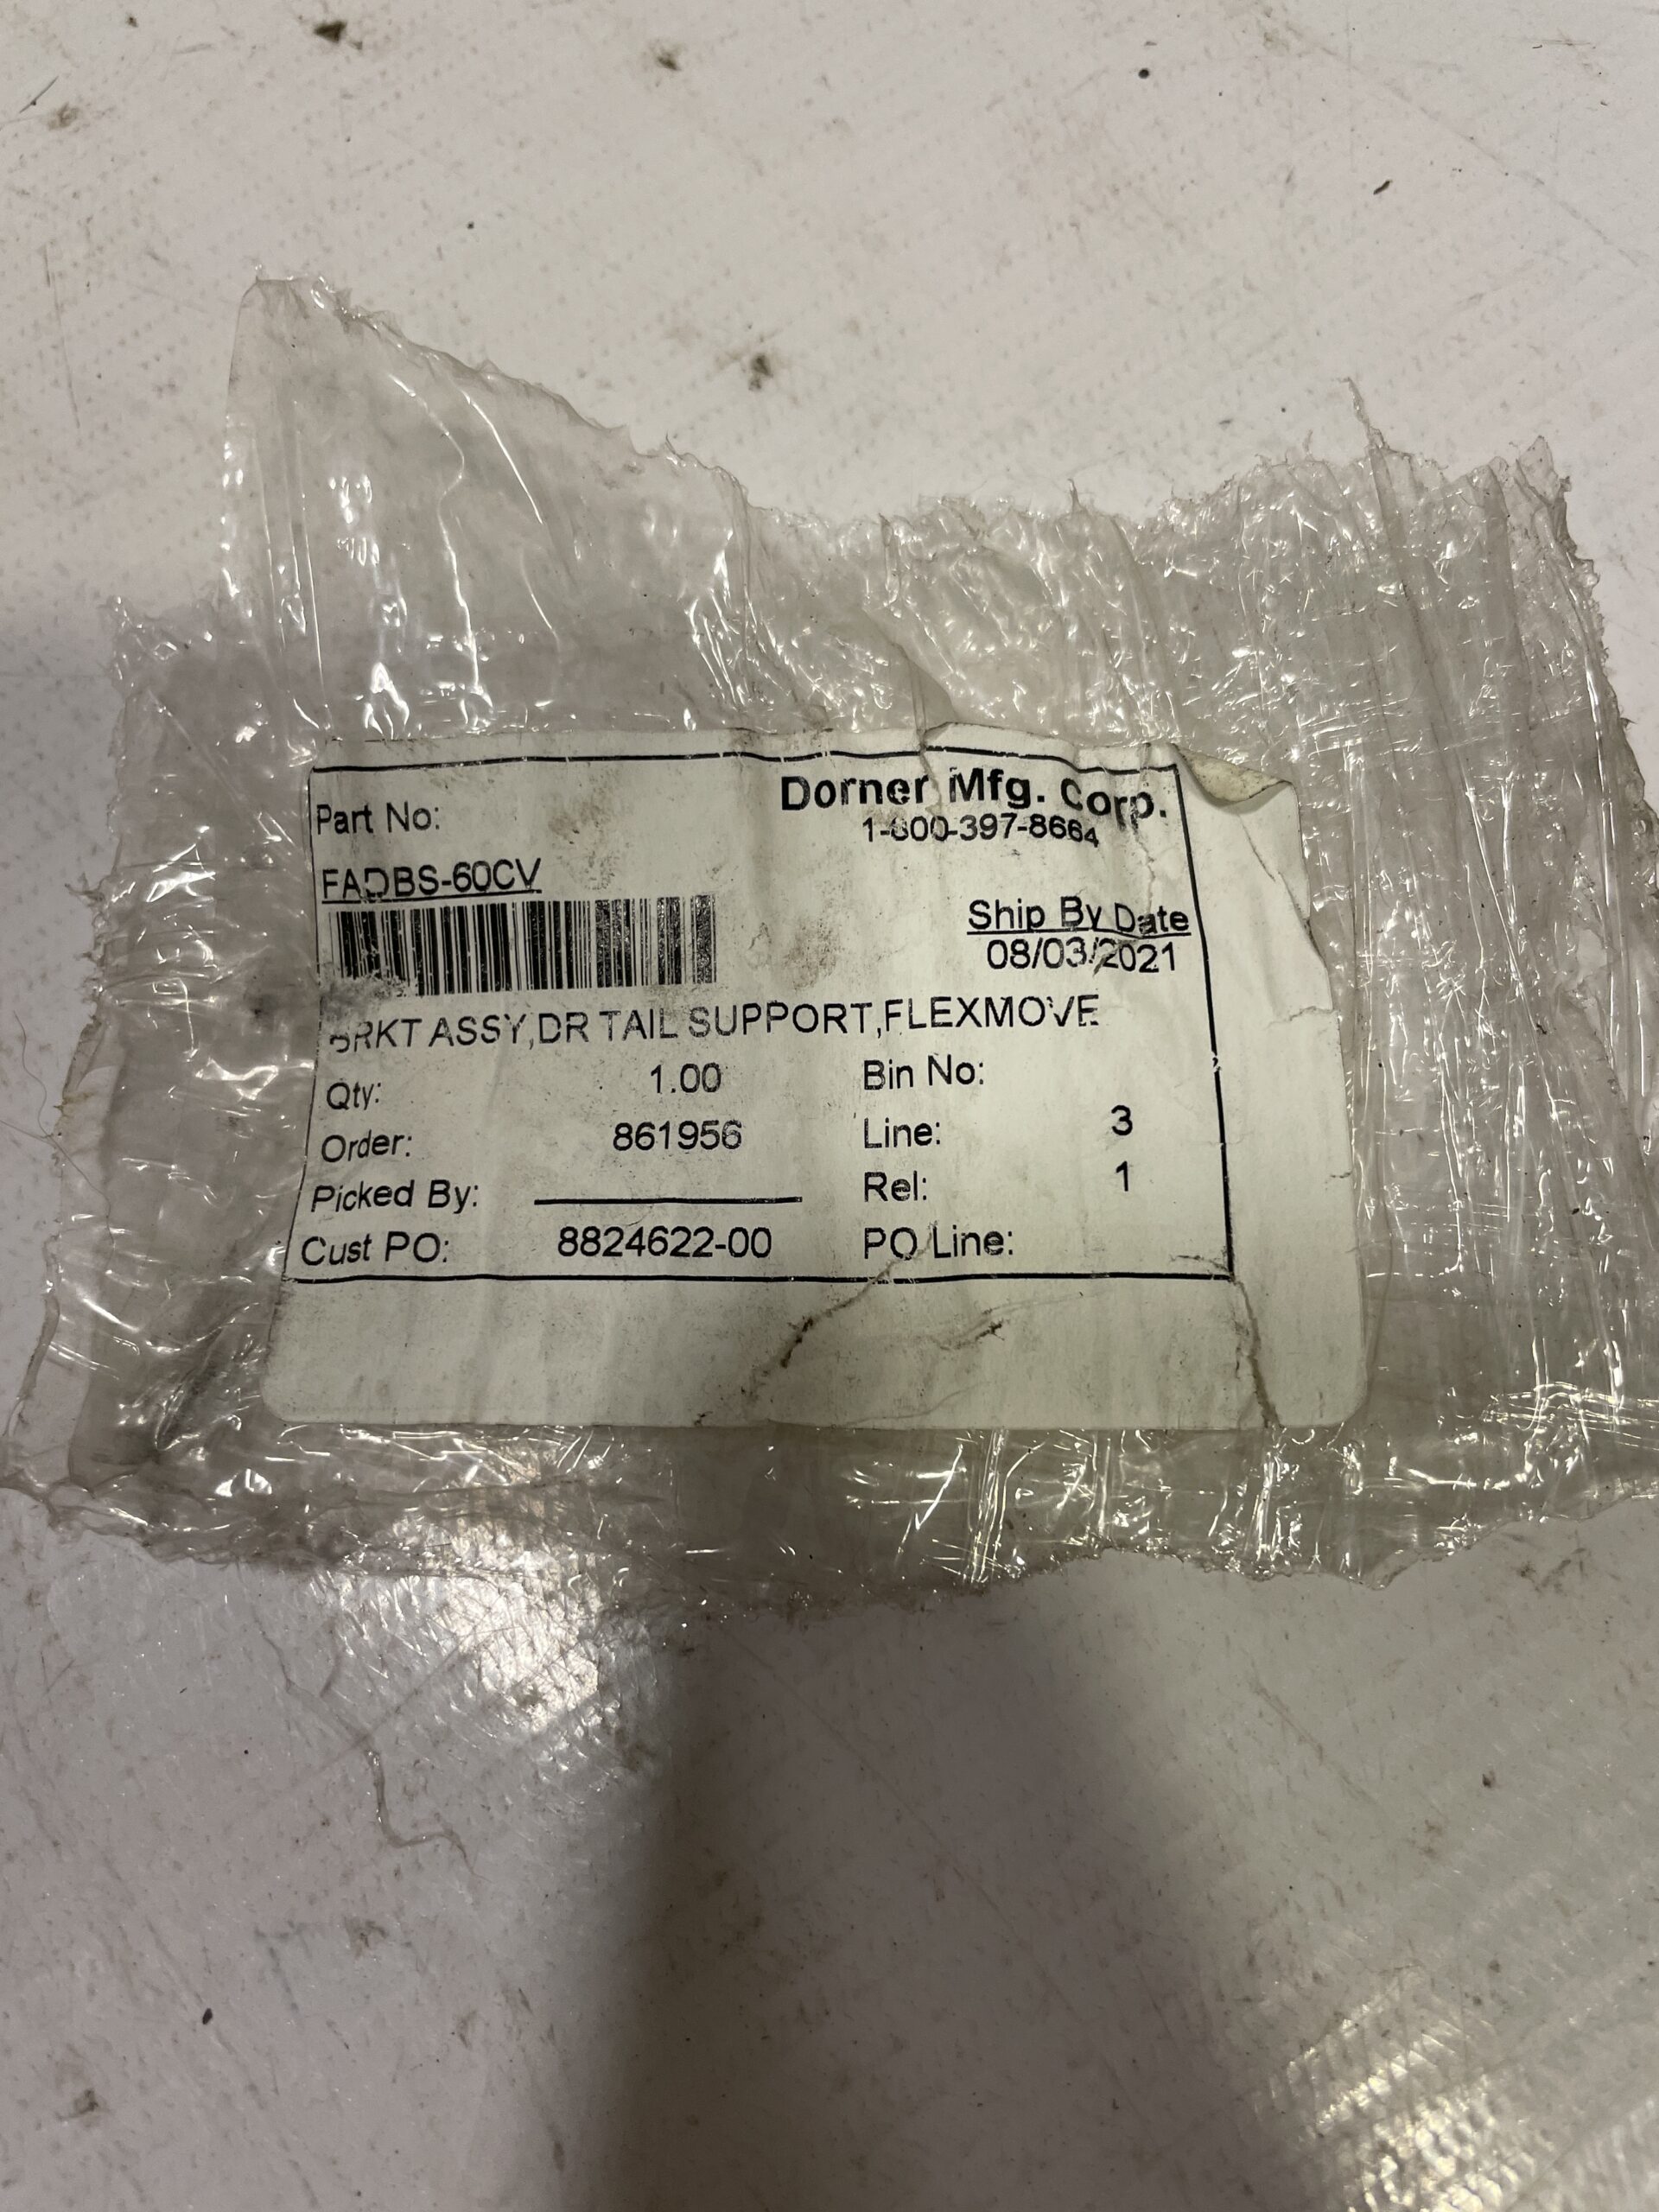 Dorner Mfg. Corp.
Part No:
1-800-397-8664
FADBS-60CV
Ship By Date
08/03/2021
BRKT ASSY,DR TAIL SUPPORT,FLEXMOVE
Qty: 1.00 Bin No:
Order: 861956 Line: 3
Picked By: Rel: 1
Cust PO: 8824622-00 PO Line: